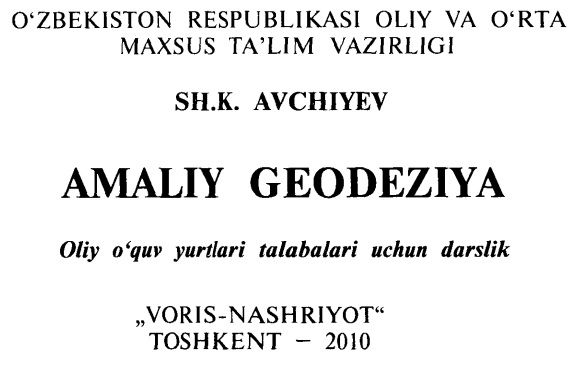 O‘ZBEKISTON RESPUBLIKASI OLIY VA O‘RTA
MAXSUS TA’LIM VAZIRLIGI
SH.K. AVCHIYEV
AMALIY GEODEZIYA
Oliy o‘quv yurtlari talabalari uchun darslik
„VORIS-NASHRIYOT“
TOSHKENT – 2010